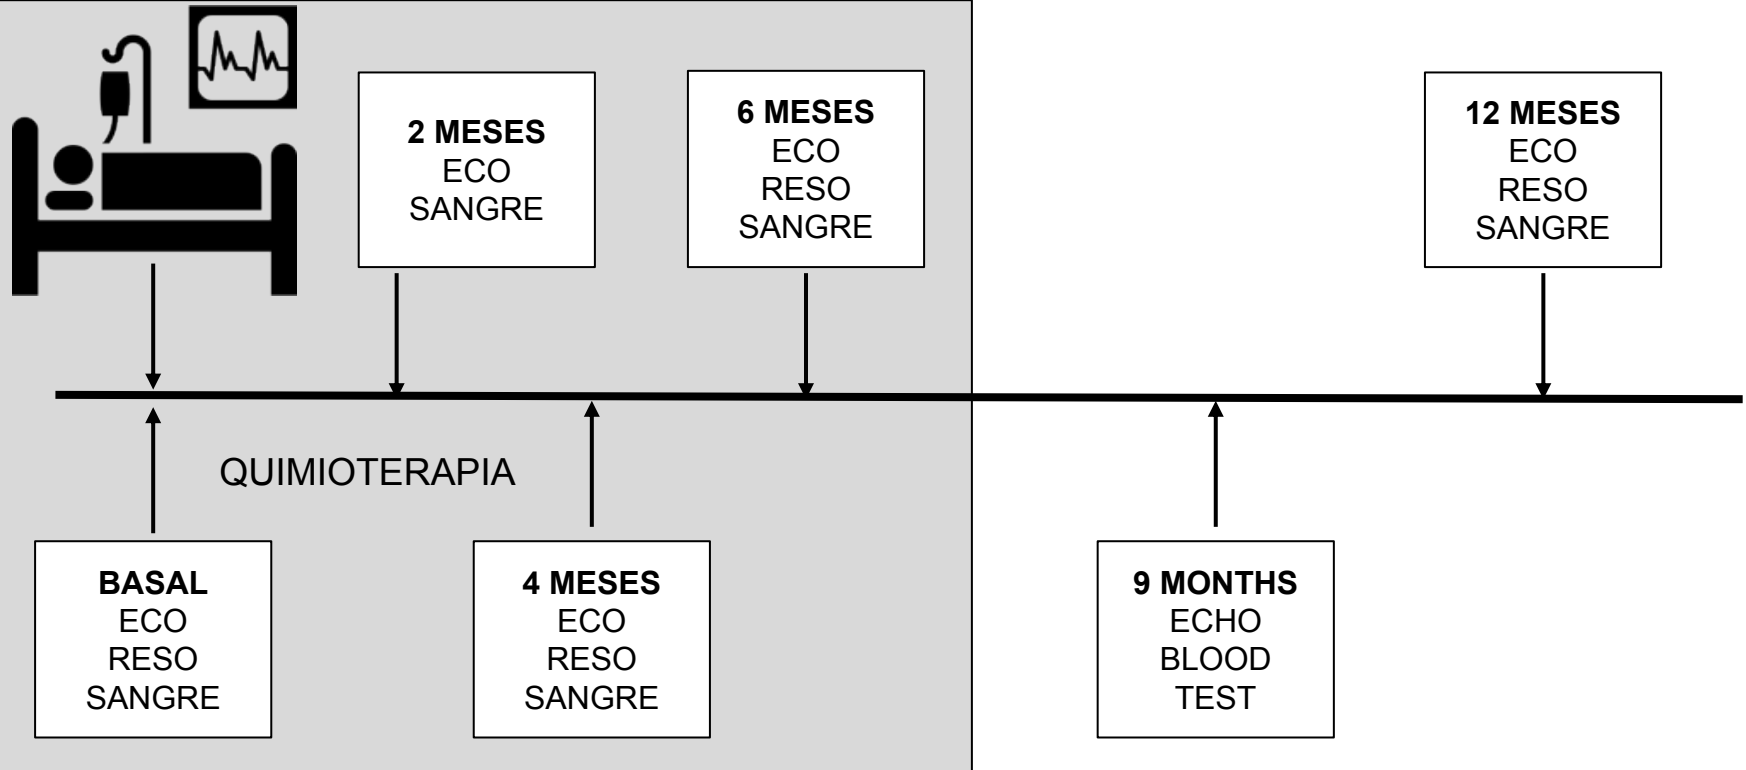 2 MESES
ECO
SANGRE
6 MESES
ECO
RESO
SANGRE
12 MESES
ECO
RESO
SANGRE
QUIMIOTERAPIA
BASAL
ECO
RESO
SANGRE
4 MESES
ECO
RESO
SANGRE
9 MONTHS
ECHO
BLOOD
TEST